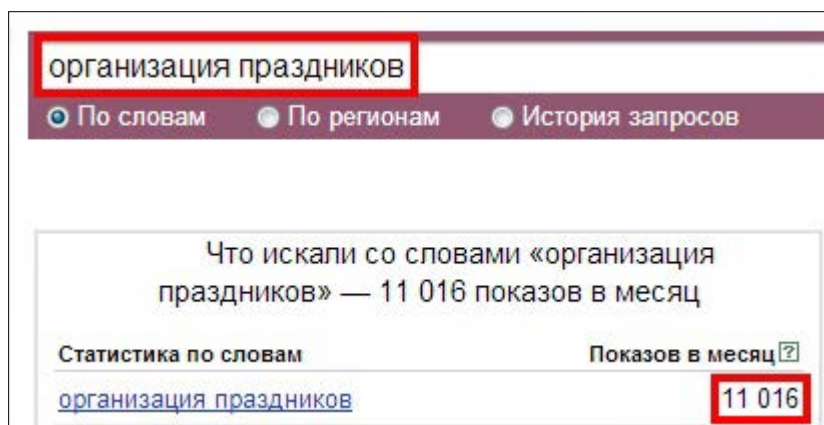 организация праздников
По словам По регионам История запросов
Что искали со словами «организация
праздников» — 11 016 показов в месяц
Статистика по словам Показов в месяц ?
организация праздников 11 016